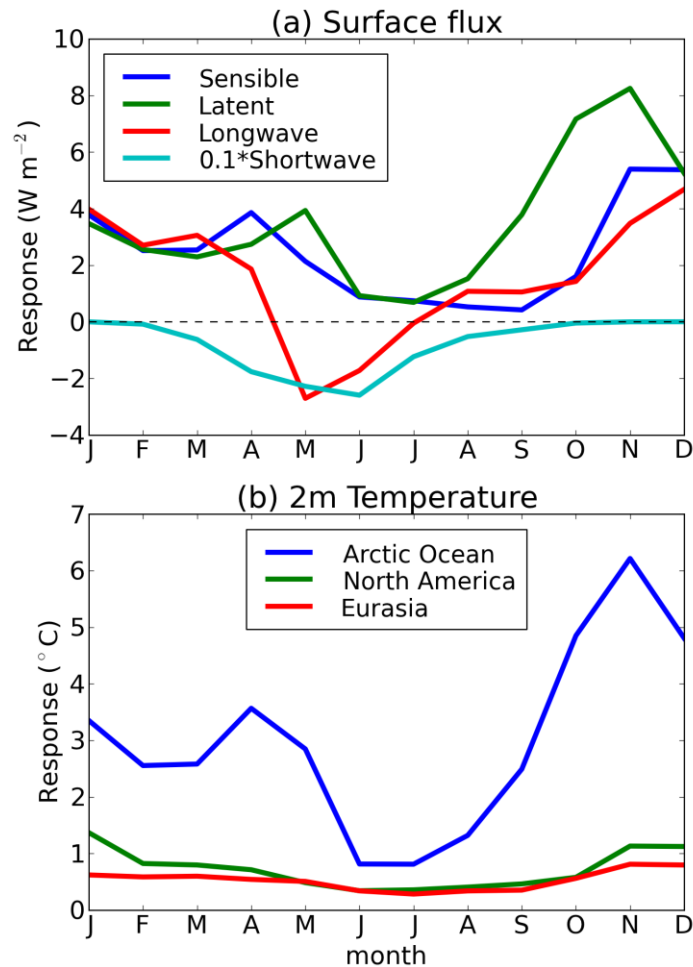 (a) Surface flux
10
8
6
4
2
0
−2
−4
Response (W m⁻²)
Sensible
Latent
Longwave
0.1*Shortwave
J F M A M J J A S O N D
(b) 2m Temperature
7
6
5
4
3
2
1
0
Response (°C)
Arctic Ocean
North America
Eurasia
J F M A M J J A S O N D
month